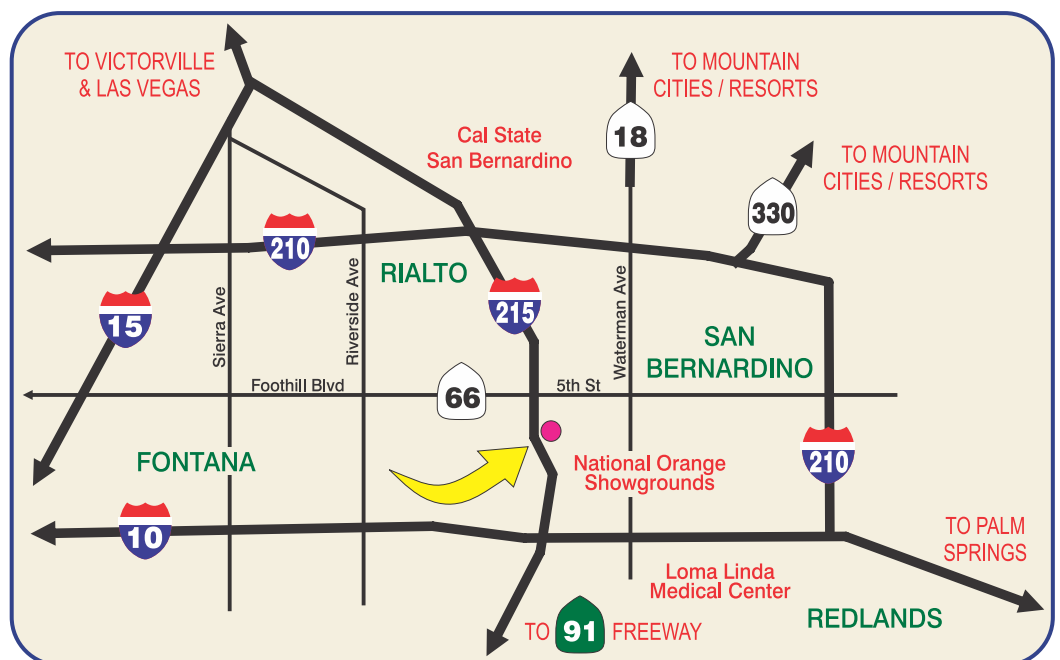 TO VICTORVILLE
& LAS VEGAS
TO MOUNTAIN
CITIES / RESORTS
Cal State
San Bernardino
18
TO MOUNTAIN
CITIES / RESORTS
330
210
RIALTO
15
Sierra Ave
Riverside Ave
215
Waterman Ave
SAN
BERNARDINO
Foothill Blvd
66
5th St
FONTANA
National Orange
Showgrounds
210
10
TO PALM
SPRINGS
Loma Linda
Medical Center
REDLANDS
TO 91 FREEWAY